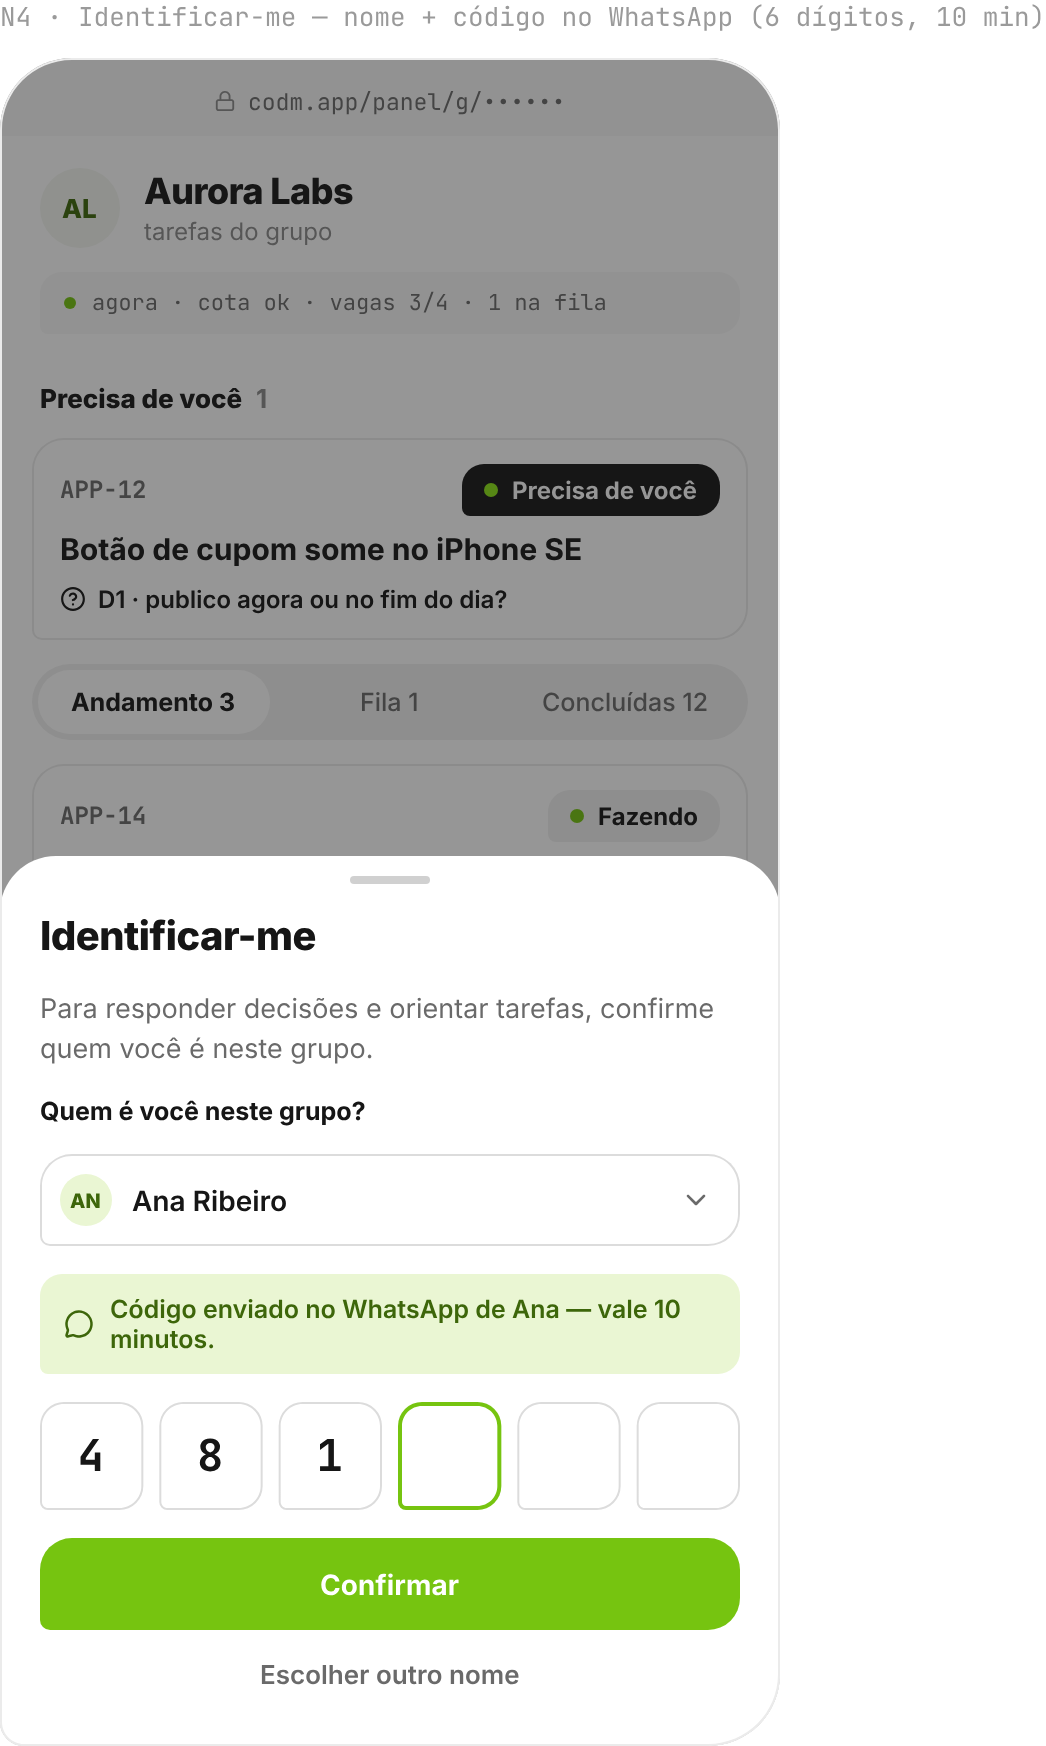 N4 · Identificar-me — nome + código no WhatsApp (6 dígitos, 10 min)
codm.app/panel/g/••••••
AL
Aurora Labs
tarefas do grupo
agora · cota ok · vagas 3/4 · 1 na fila
Precisa de você 1
APP-12
Precisa de você
Botão de cupom some no iPhone SE
D1 · publico agora ou no fim do dia?
Andamento 3
Fila 1
Concluídas 12
APP-14
Fazendo
Identificar-me
Para responder decisões e orientar tarefas, confirme
quem você é neste grupo.
Quem é você neste grupo?
AN
Ana Ribeiro
Código enviado no WhatsApp de Ana — vale 10
minutos.
4 8 1
Confirmar
Escolher outro nome